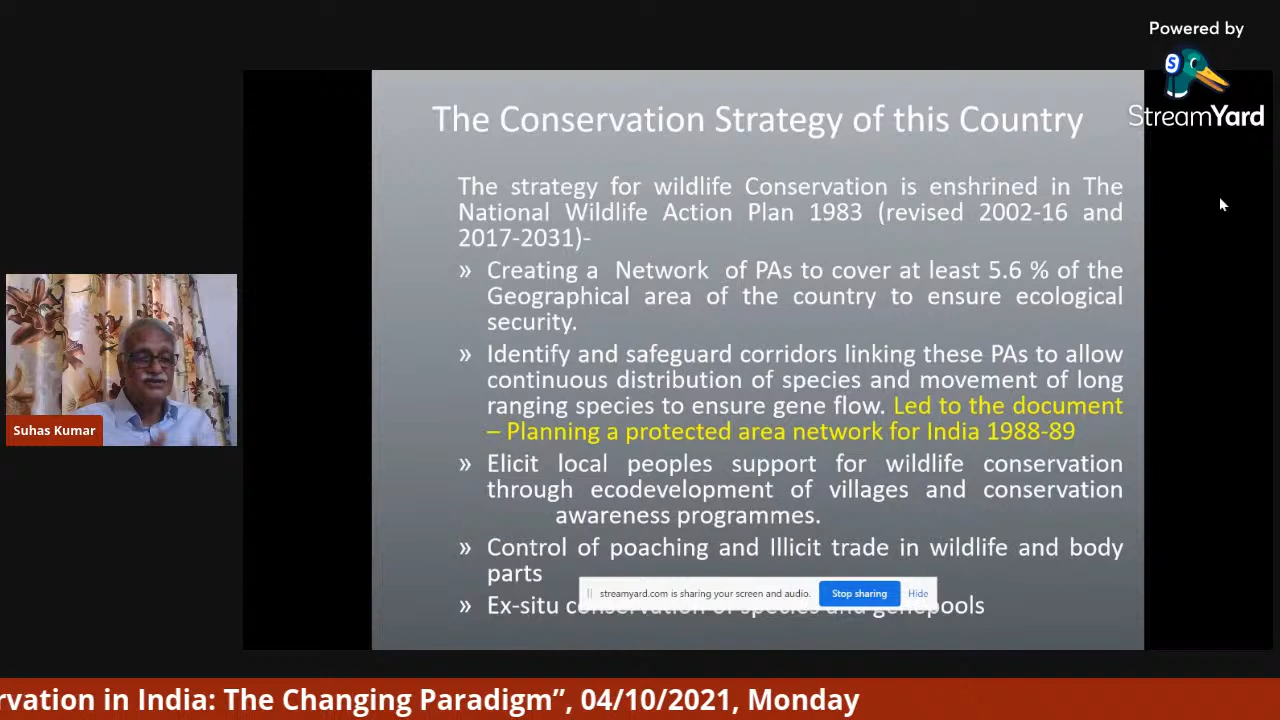 Powered by
StreamYard
The Conservation Strategy of this Country
The strategy for wildlife Conservation is enshrined in The
National Wildlife Action Plan 1983 (revised 2002-16 and
2017-2031)-
» Creating a Network of PAs to cover at least 5.6 % of the
Geographical area of the country to ensure ecological
security.
» Identify and safeguard corridors linking these PAs to allow
continuous distribution of species and movement of long
ranging species to ensure gene flow. Led to the document
– Planning a protected area network for India 1988-89
» Elicit local peoples support for wildlife conservation
through ecodevelopment of villages and conservation
awareness programmes.
» Control of poaching and Illicit trade in wildlife and body
parts
streamyard.com is sharing your screen and audio. Stop sharing Hide
» Ex-situ conservation of species and genepools
Suhas Kumar
rvation in India: The Changing Paradigm”, 04/10/2021, Monday